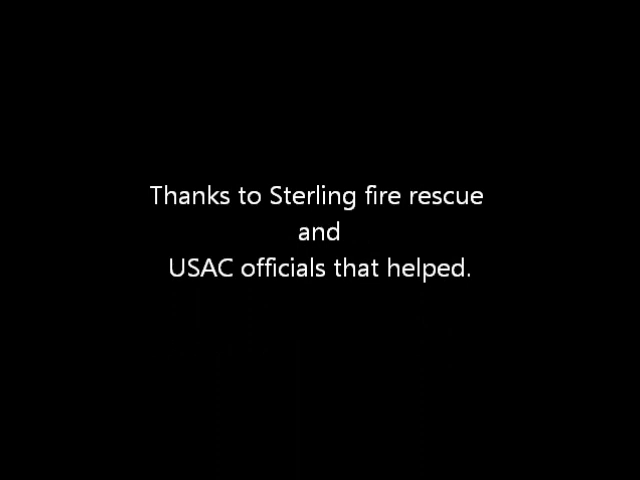 Thanks to Sterling fire rescue
and
USAC officials that helped.